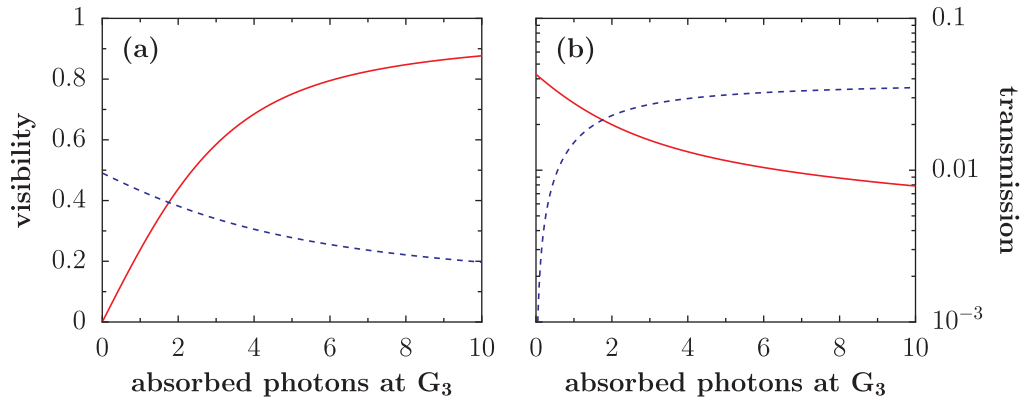 (a)
visibility
1
0.8
0.6
0.4
0.2
0
0 2 4 6 8 10
absorbed photons at G₃
(b)
0.1
0.01
10⁻³
transmission
0 2 4 6 8 10
absorbed photons at G₃